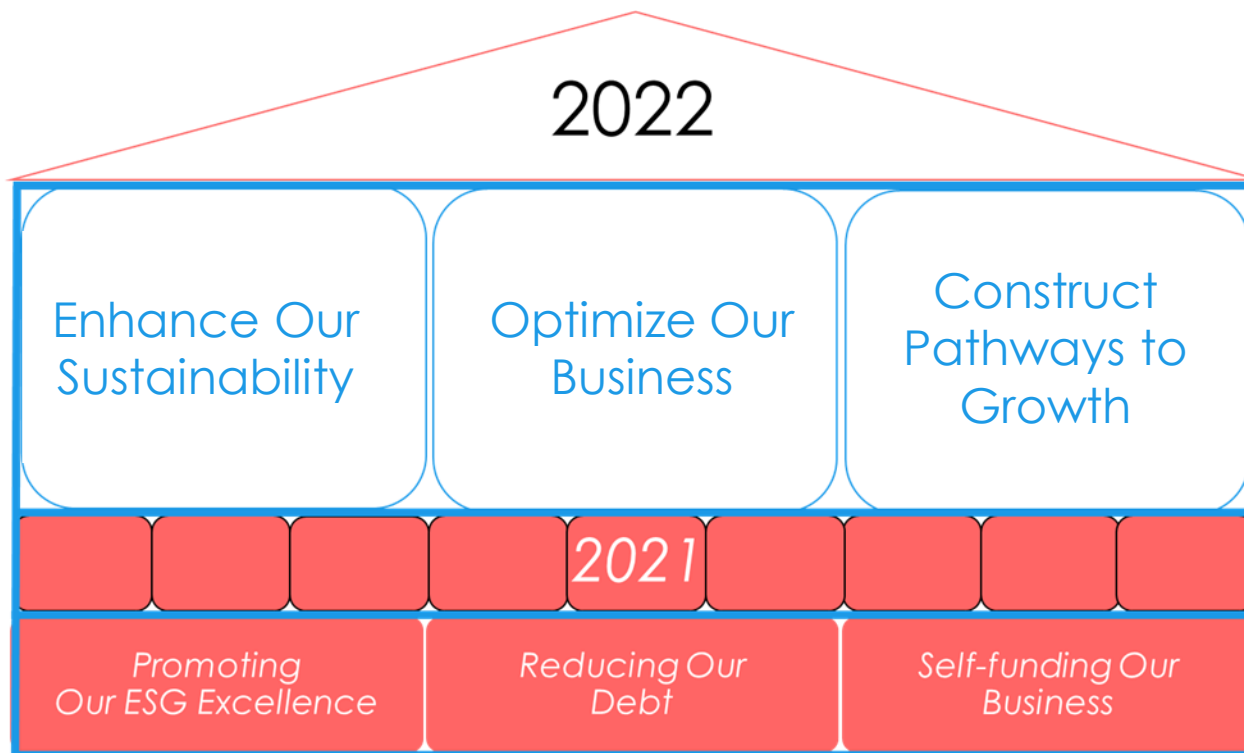 2022
Enhance Our
Sustainability
Optimize Our
Business
Construct
Pathways to
Growth
2021
Promoting
Our ESG Excellence
Reducing Our
Debt
Self-funding Our
Business